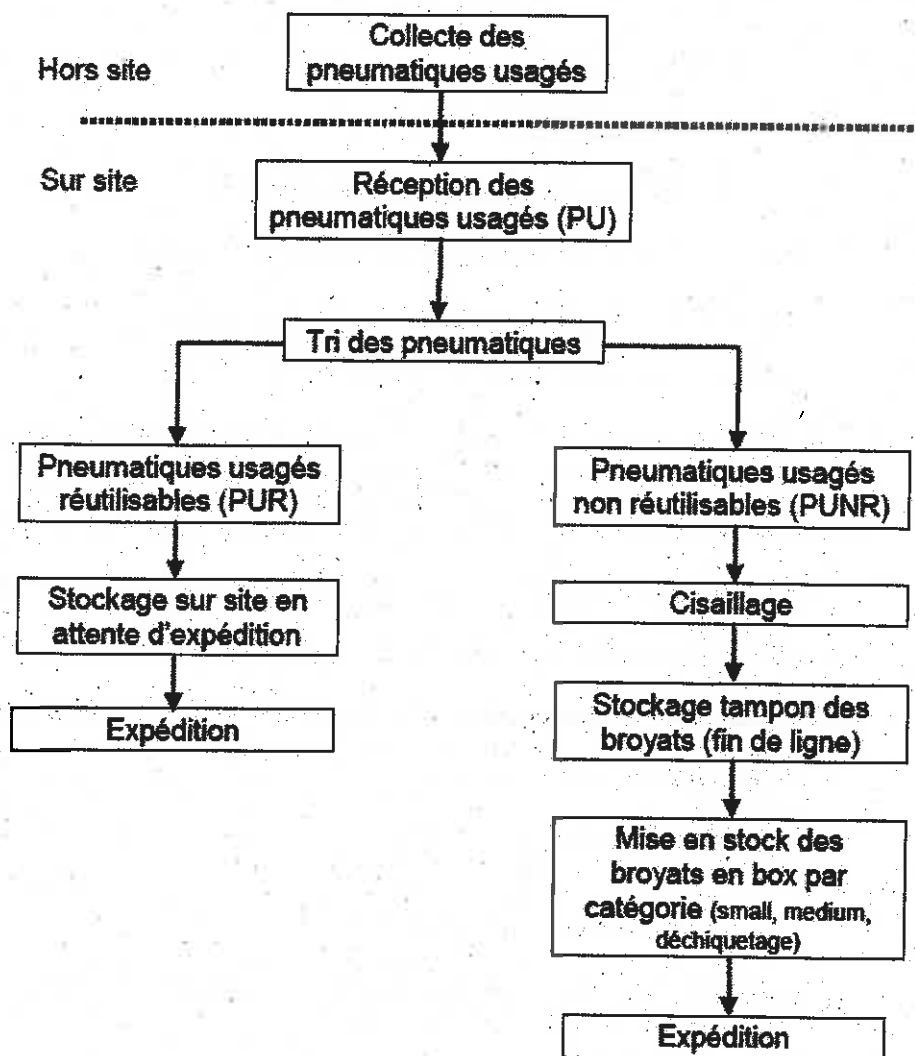 Collecte des
pneumatiques usagés
Hors site
Sur site
Réception des
pneumatiques usagés (PU)
Tri des pneumatiques
Pneumatiques usagés
réutilisables (PUR)
Stockage sur site en
attente d'expédition
Expédition
Pneumatiques usagés
non réutilisables (PUNR)
Cisaillage
Stockage tampon des
broyats (fin de ligne)
Mise en stock des
broyats en box par
catégorie (small, medium,
déchiquetage)
Expédition